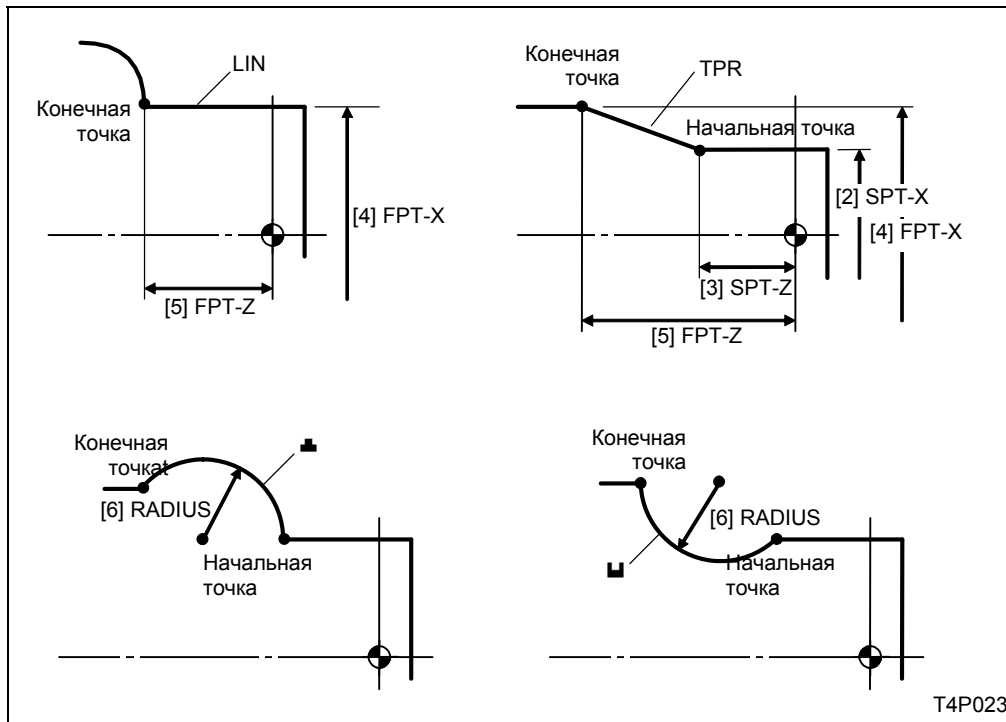 LIN
Конечная
точка
[4] FPT-X
[5] FPT-Z
Конечная
точка
TPR
Начальная точка
[2] SPT-X
[4] FPT-X
[3] SPT-Z
[5] FPT-Z
Конечная
точкаt
[6] RADIUS
Начальная
точка
Конечная
точка
[6] RADIUS
Начальная
точка
T4P023